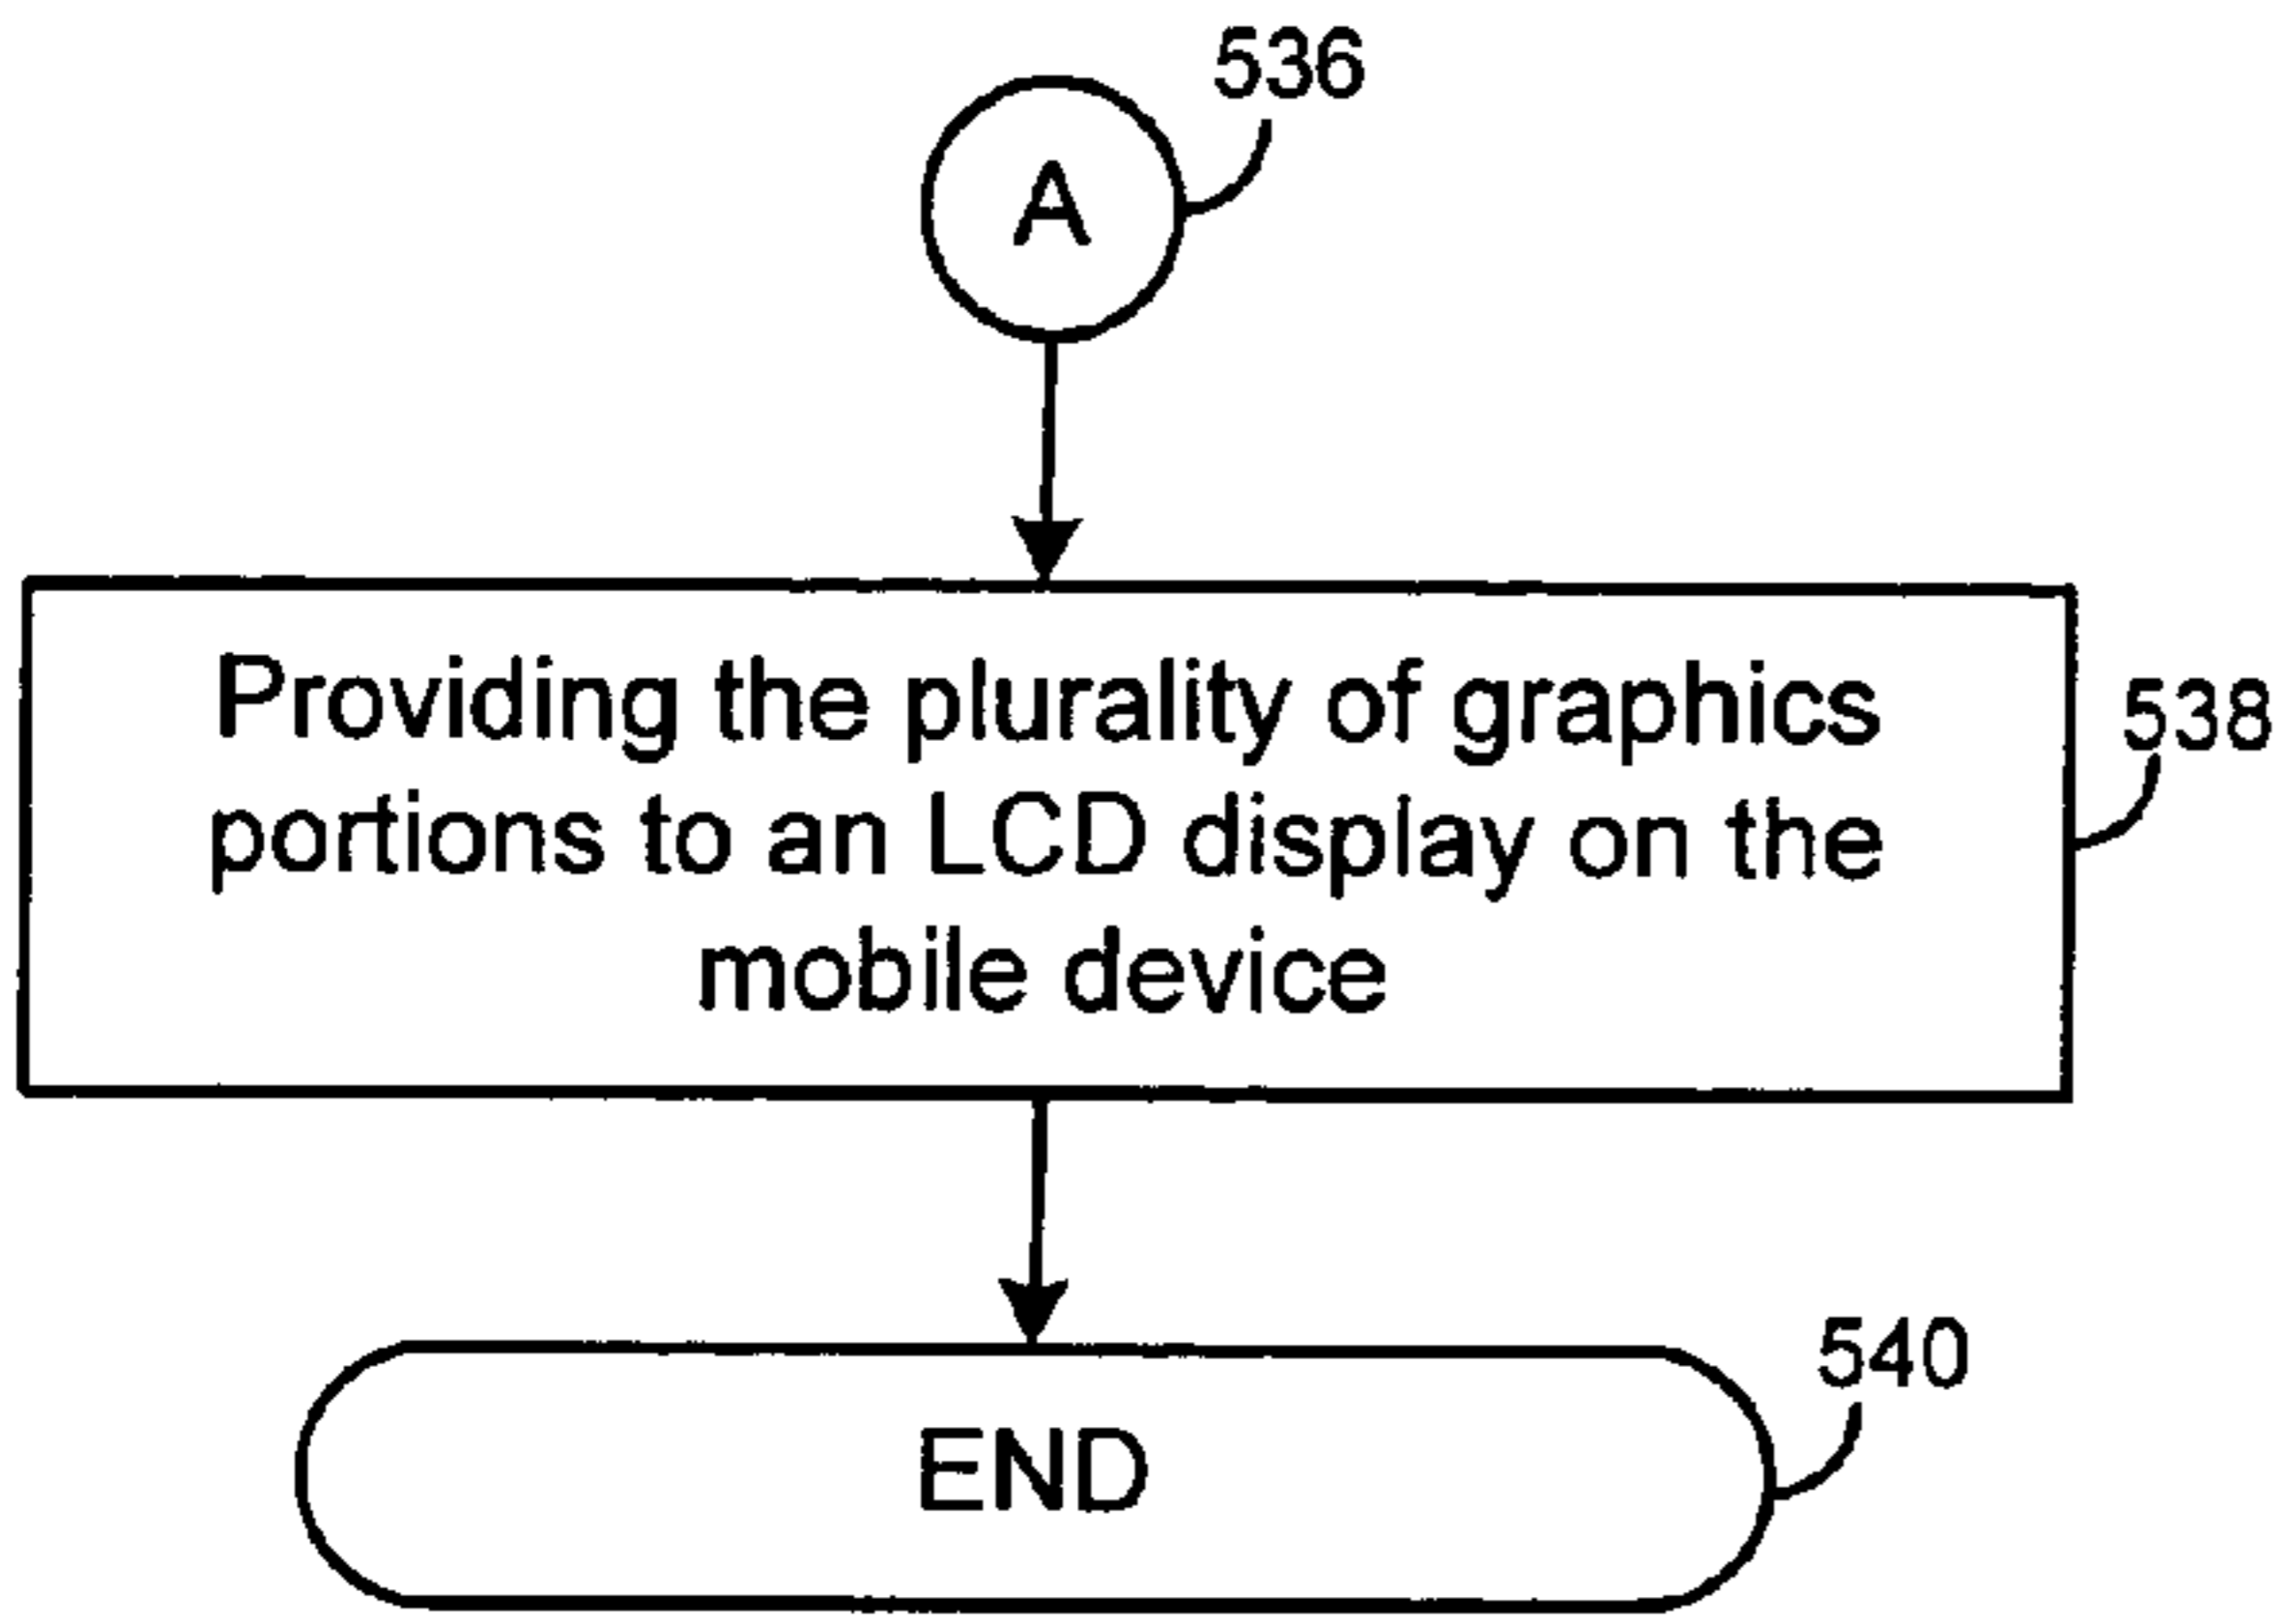 536
A
Providing the plurality of graphics
portions to an LCD display on the
mobile device
538
540
END